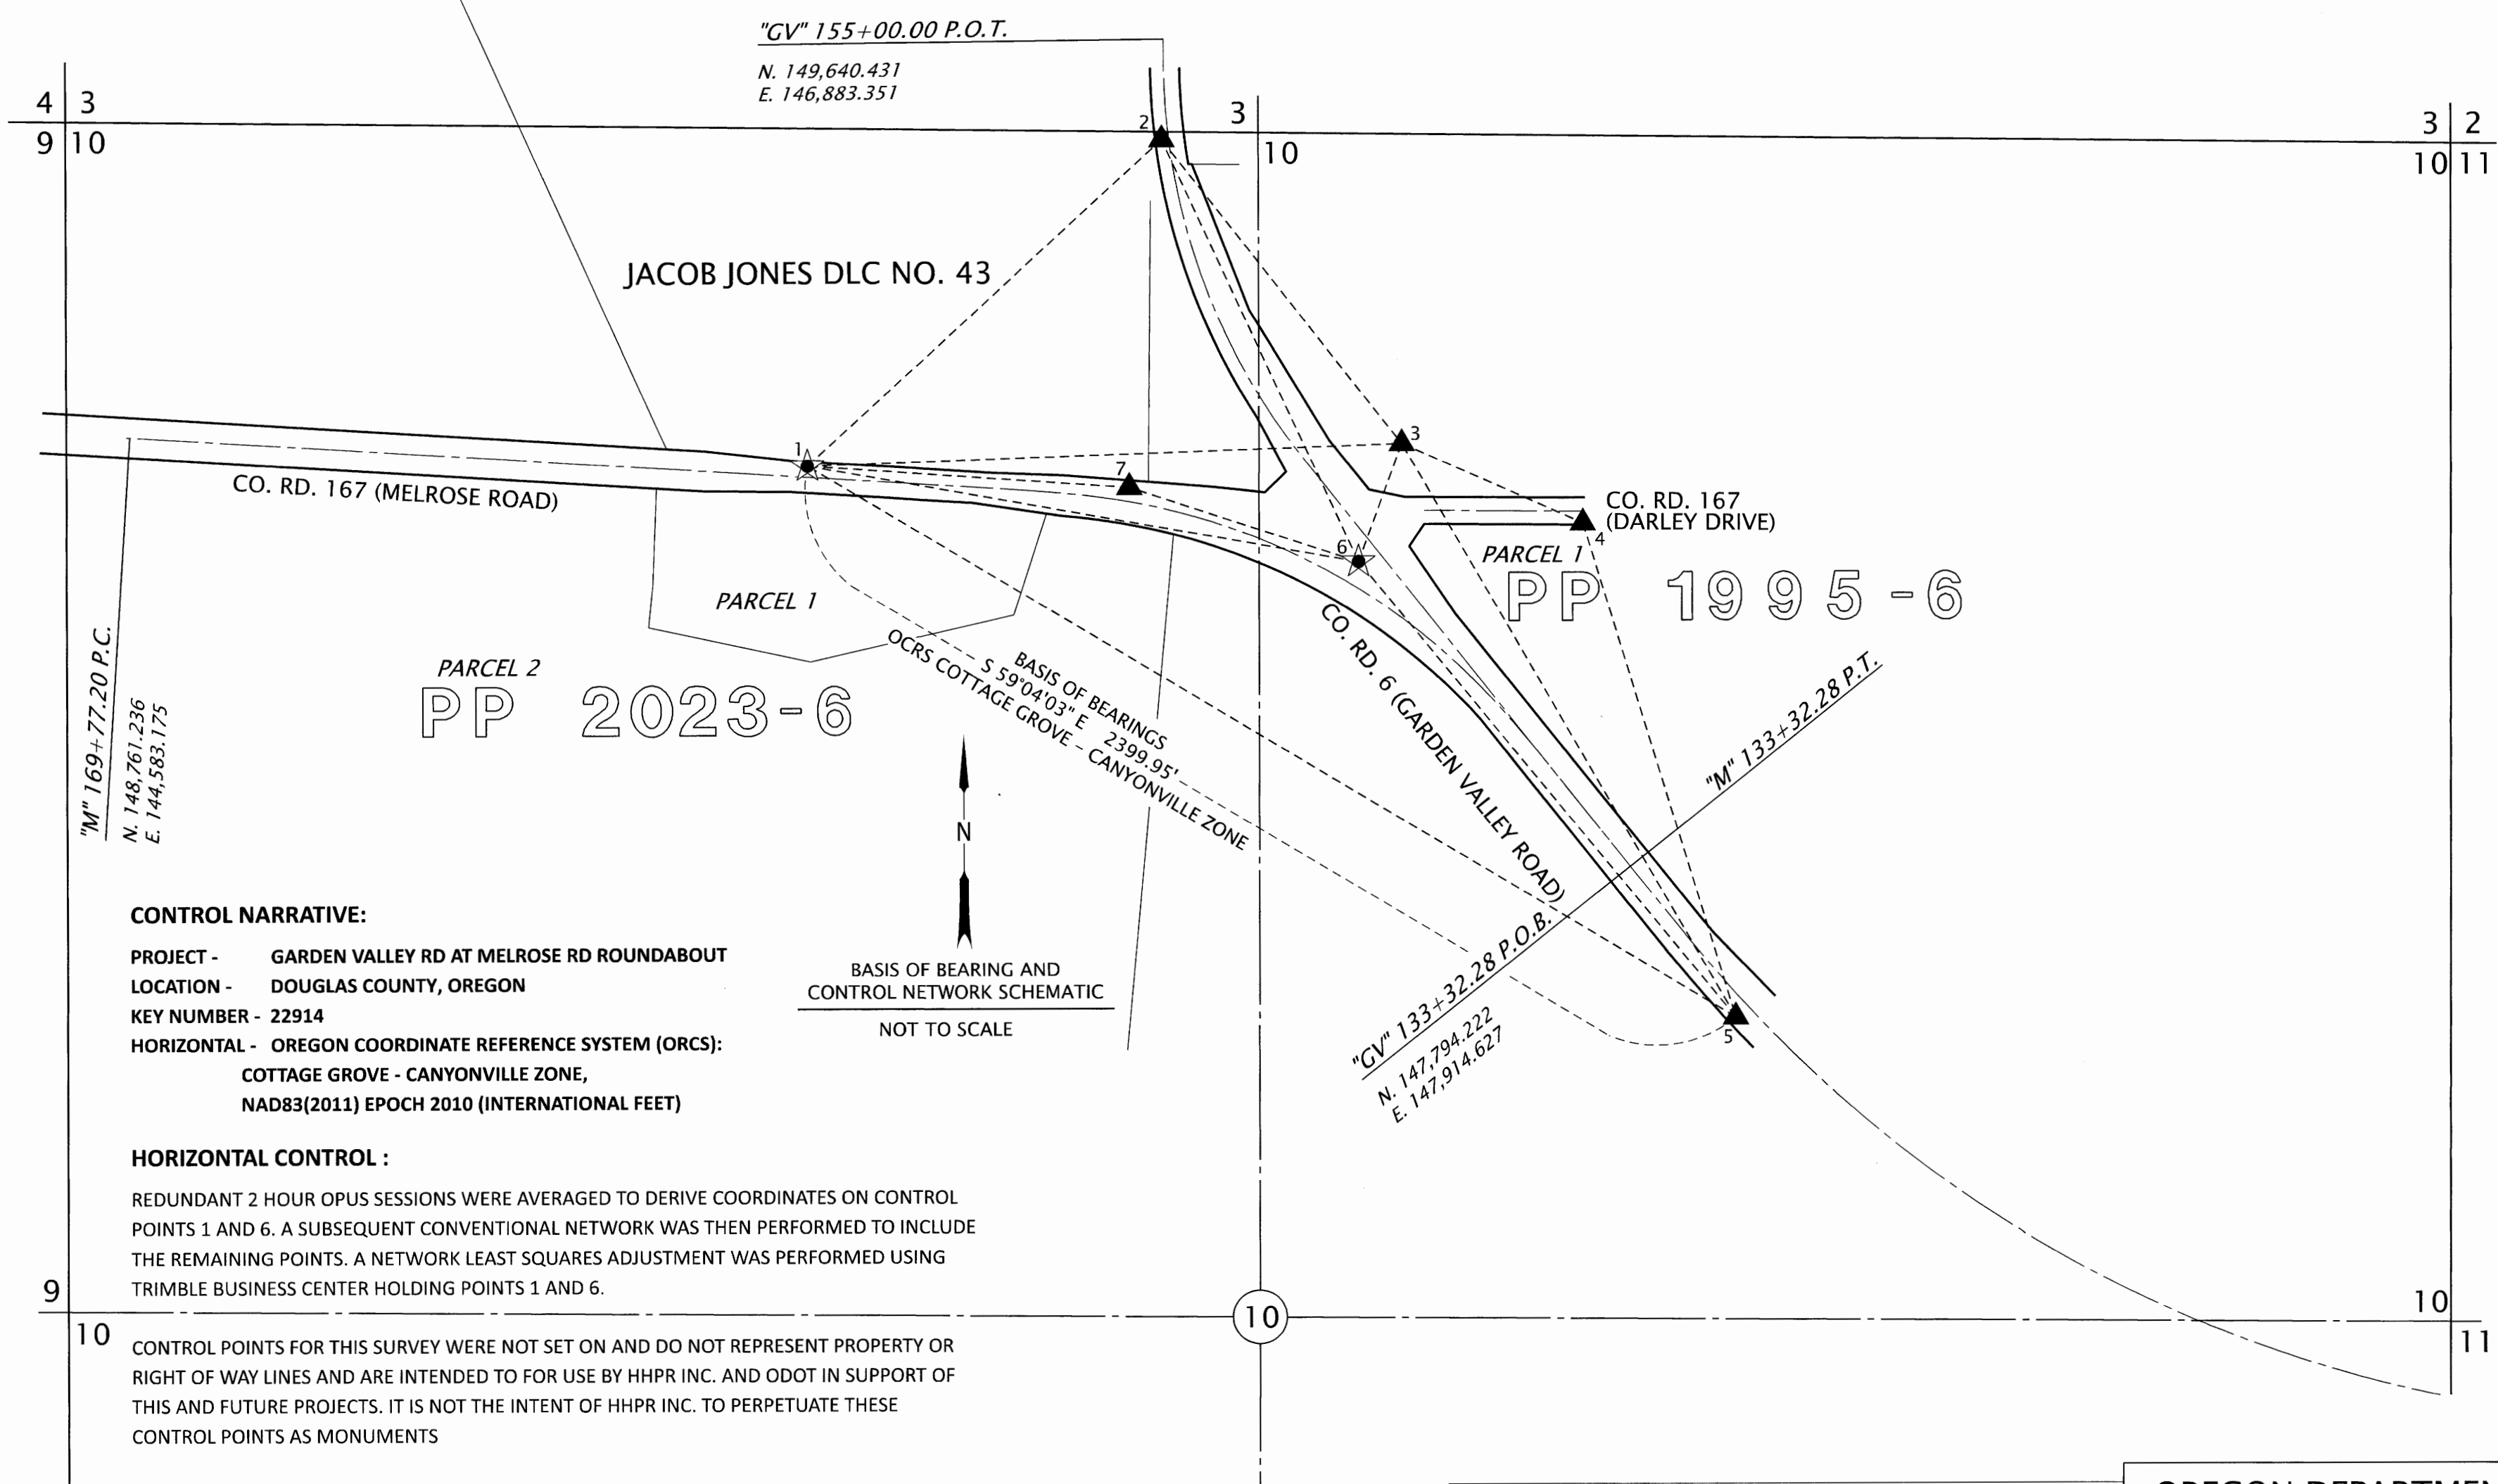 "GV" 155+00.00 P.O.T.
N. 149,640.431
E. 146,883.351
4 3
9 10
2
3
10
3 2
10 11
JACOB JONES DLC NO. 43
1
7
3
CO. RD. 167 (MELROSE ROAD)
CO. RD. 167
(DARLEY DRIVE)
4
6
PARCEL 1
PP 1995-6
PARCEL 1
PARCEL 2
PP 2023-6
"M" 169+77.20 P.C.
N. 148,761.236
E. 144,583.175
BASIS OF BEARINGS
S 59°04'03" E 2399.95'
OCRS COTTAGE GROVE - CANYONVILLE ZONE
CO. RD. 6 (GARDEN VALLEY ROAD)
"M" 133+32.28 P.T.
"GV" 133+32.28 P.O.B.
N. 147,794.222
E. 147,914.627
5
N
BASIS OF BEARING AND
CONTROL NETWORK SCHEMATIC
NOT TO SCALE
CONTROL NARRATIVE:
PROJECT - GARDEN VALLEY RD AT MELROSE RD ROUNDABOUT
LOCATION - DOUGLAS COUNTY, OREGON
KEY NUMBER - 22914
HORIZONTAL - OREGON COORDINATE REFERENCE SYSTEM (ORCS):
COTTAGE GROVE - CANYONVILLE ZONE,
NAD83(2011) EPOCH 2010 (INTERNATIONAL FEET)
HORIZONTAL CONTROL :
REDUNDANT 2 HOUR OPUS SESSIONS WERE AVERAGED TO DERIVE COORDINATES ON CONTROL
POINTS 1 AND 6. A SUBSEQUENT CONVENTIONAL NETWORK WAS THEN PERFORMED TO INCLUDE
THE REMAINING POINTS. A NETWORK LEAST SQUARES ADJUSTMENT WAS PERFORMED USING
TRIMBLE BUSINESS CENTER HOLDING POINTS 1 AND 6.
9
10
10
10
11
CONTROL POINTS FOR THIS SURVEY WERE NOT SET ON AND DO NOT REPRESENT PROPERTY OR
RIGHT OF WAY LINES AND ARE INTENDED TO FOR USE BY HHPR INC. AND ODOT IN SUPPORT OF
THIS AND FUTURE PROJECTS. IT IS NOT THE INTENT OF HHPR INC. TO PERPETUATE THESE
CONTROL POINTS AS MONUMENTS
OREGON